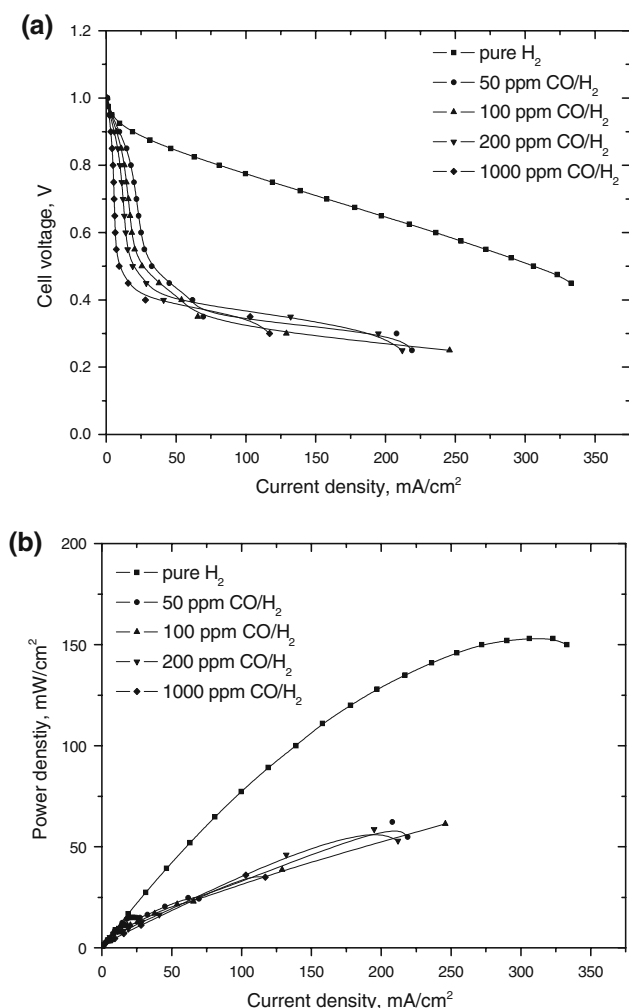 (a)
1.2
1.0
0.8
0.6
0.4
0.2
0.0
Cell voltage, V
pure H₂
50 ppm CO/H₂
100 ppm CO/H₂
200 ppm CO/H₂
1000 ppm CO/H₂
0 50 100 150 200 250 300 350
Current density, mA/cm²
(b)
200
150
100
50
0
Power denstiy, mW/cm²
pure H₂
50 ppm CO/H₂
100 ppm CO/H₂
200 ppm CO/H₂
1000 ppm CO/H₂
0 50 100 150 200 250 300 350
Current density, mA/cm²